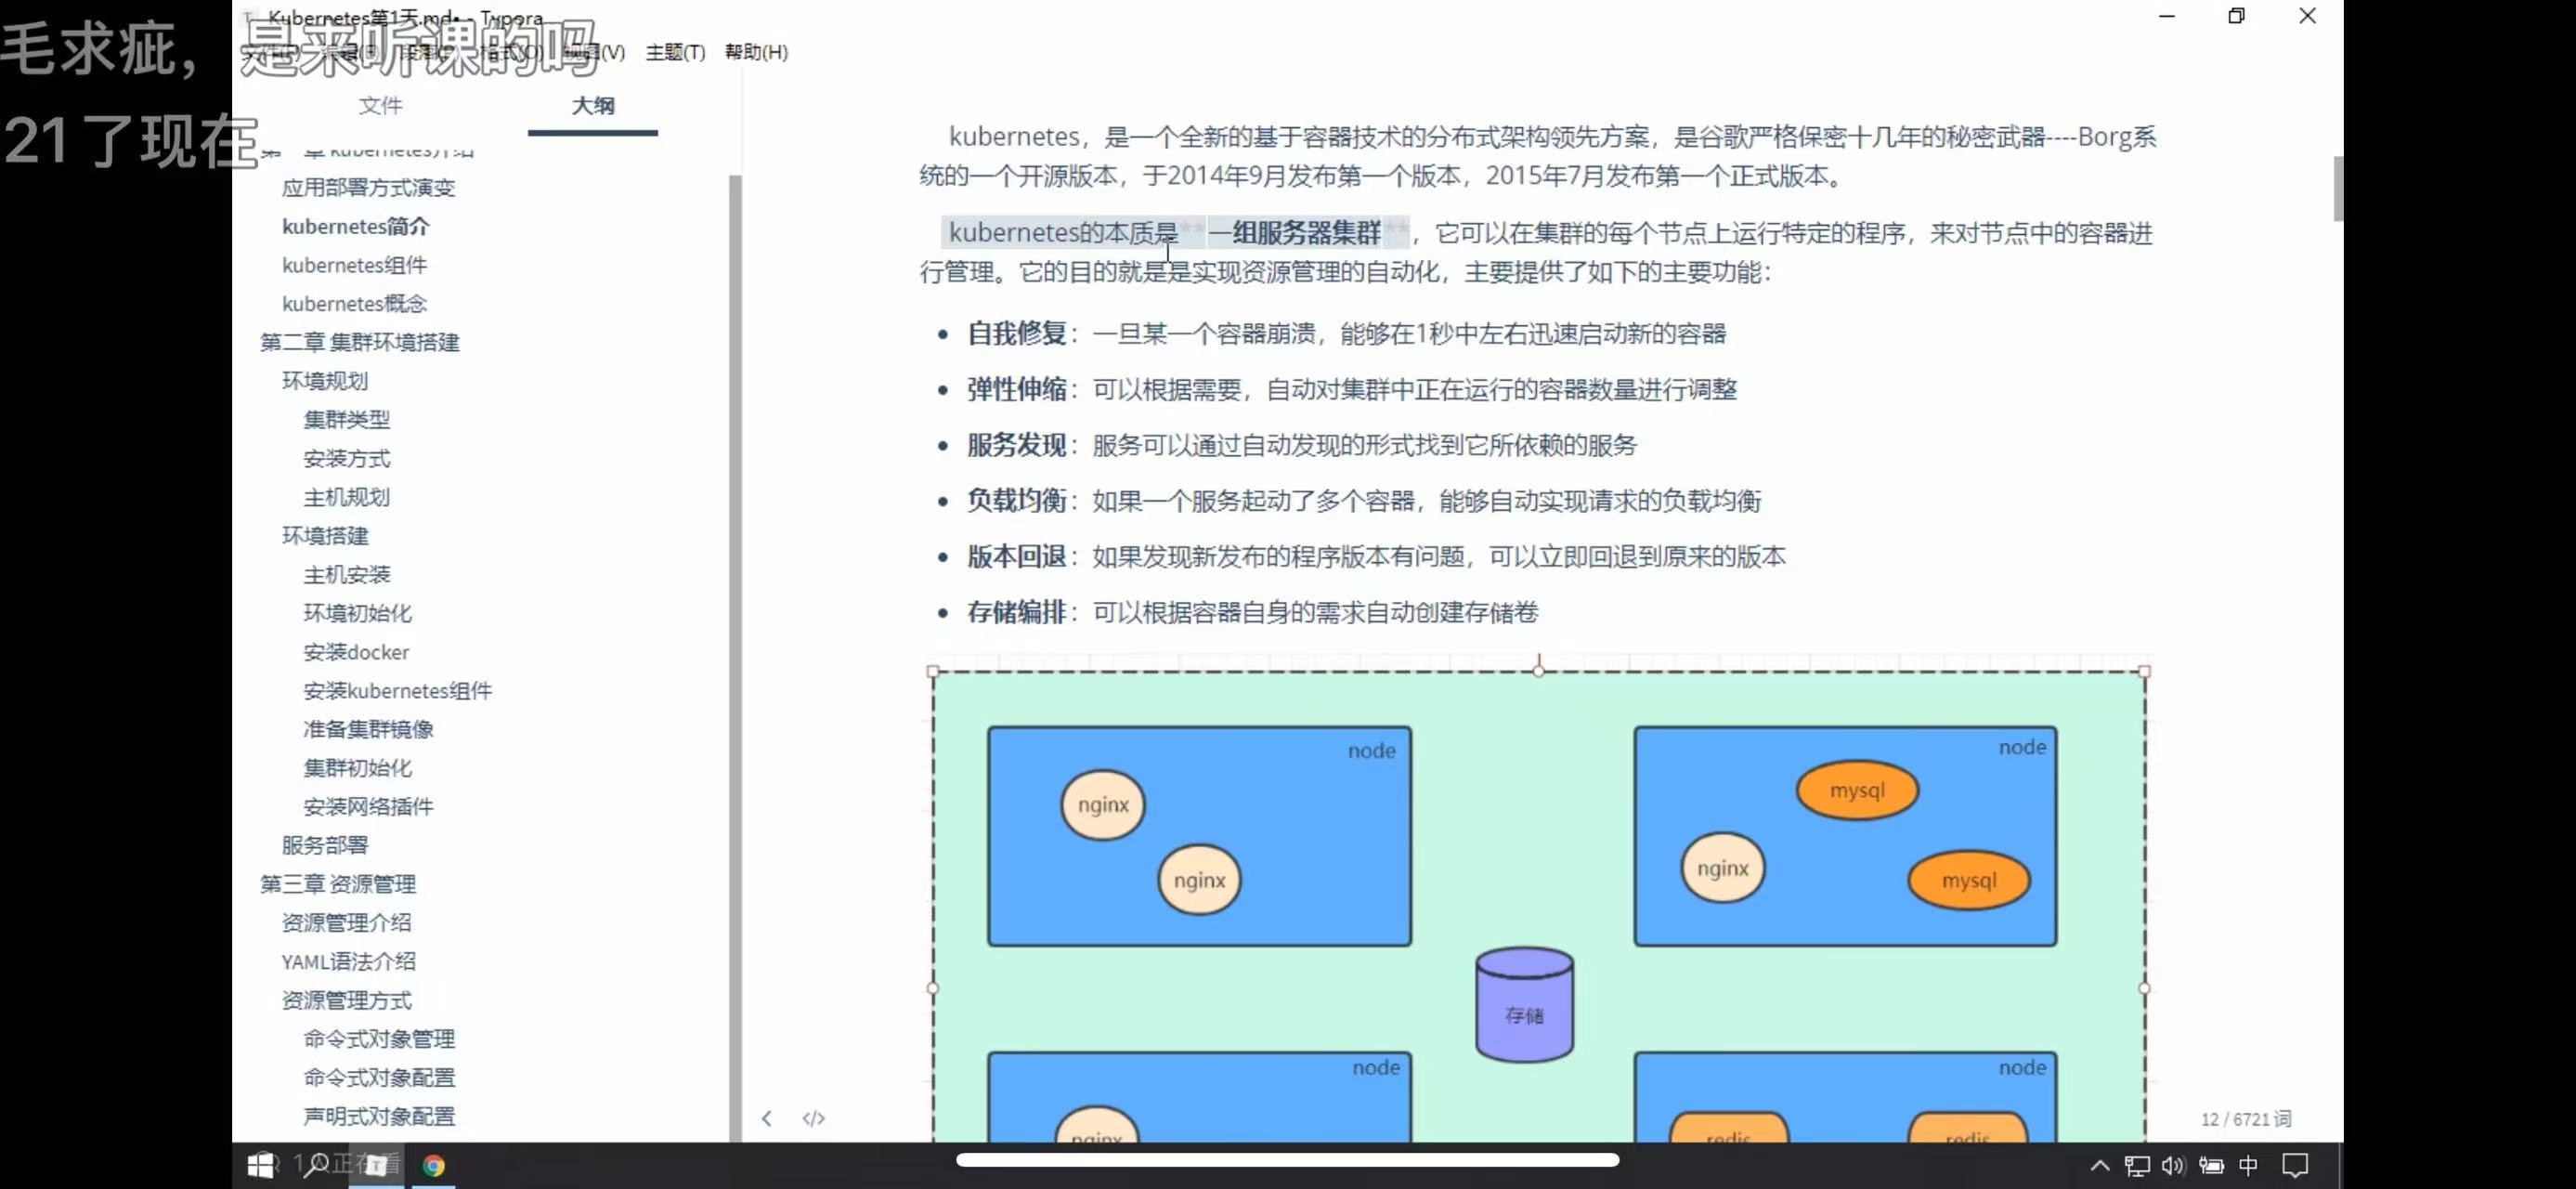 毛求疵，是来听课的吗
21了现在
Kubernetes第1天.md• - Typora
文件(F) 编辑(E) 段落(P) 格式(O) 视图(V) 主题(T) 帮助(H)
文件 大纲
第一章 kubernetes介绍
应用部署方式演变
kubernetes简介
kubernetes组件
kubernetes概念
第二章 集群环境搭建
环境规划
集群类型
安装方式
主机规划
环境搭建
主机安装
环境初始化
安装docker
安装kubernetes组件
准备集群镜像
集群初始化
安装网络插件
服务部署
第三章 资源管理
资源管理介绍
YAML语法介绍
资源管理方式
命令式对象管理
命令式对象配置
声明式对象配置
kubernetes，是一个全新的基于容器技术的分布式架构领先方案，是谷歌严格保密十几年的秘密武器----Borg系
统的一个开源版本，于2014年9月发布第一个版本，2015年7月发布第一个正式版本。
kubernetes的本质是**一组服务器集群**，它可以在集群的每个节点上运行特定的程序，来对节点中的容器进
行管理。它的目的就是是实现资源管理的自动化，主要提供了如下的主要功能：
• 自我修复：一旦某一个容器崩溃，能够在1秒中左右迅速启动新的容器
• 弹性伸缩：可以根据需要，自动对集群中正在运行的容器数量进行调整
• 服务发现：服务可以通过自动发现的形式找到它所依赖的服务
• 负载均衡：如果一个服务起动了多个容器，能够自动实现请求的负载均衡
• 版本回退：如果发现新发布的程序版本有问题，可以立即回退到原来的版本
• 存储编排：可以根据容器自身的需求自动创建存储卷
node
nginx
nginx
node
mysql
nginx
mysql
存储
node
nginx
node
redis redis
</> 12 / 6721 词
1人正在看
中